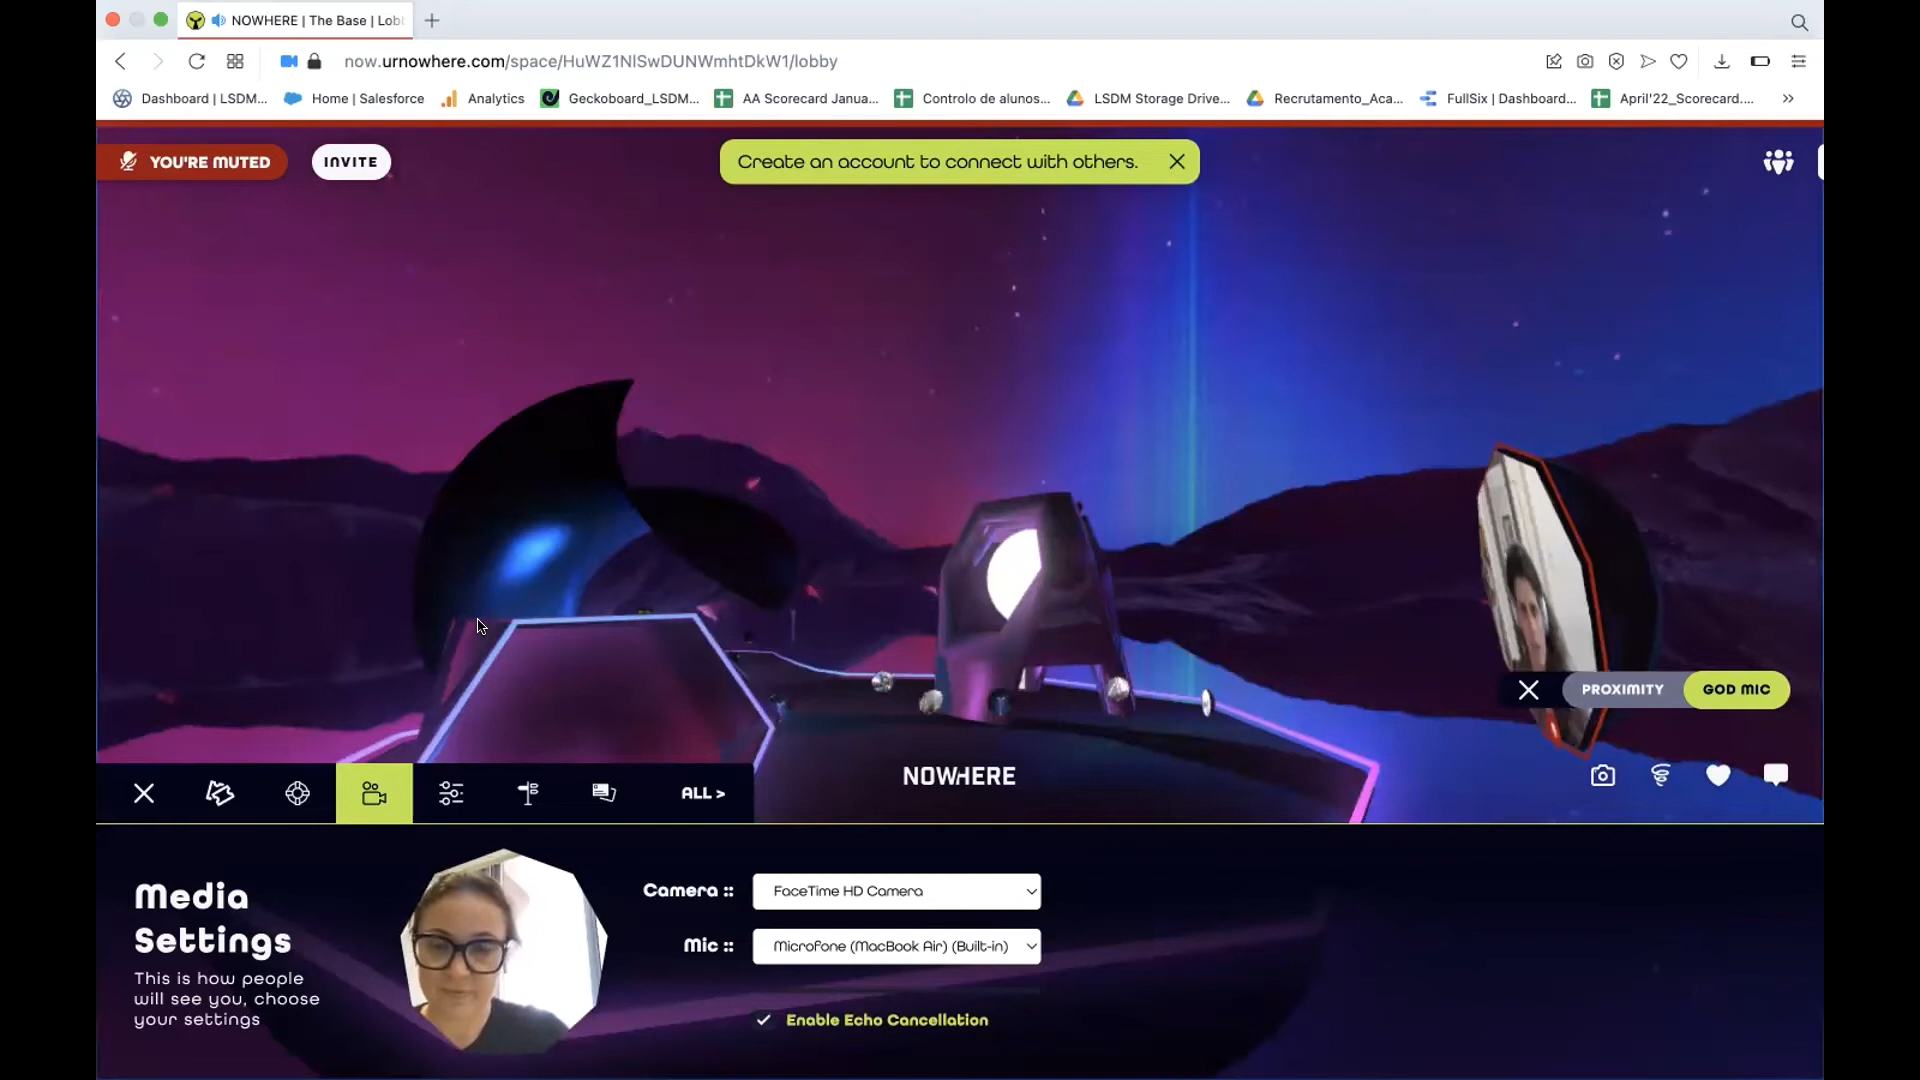 NOWHERE | The Base | Lob
now.urnowhere.com/space/HuWZ1NlSwDUNWmhtDkW1/lobby
Dashboard | LSDM...
Home | Salesforce
Analytics
Geckoboard_LSDM...
AA Scorecard Janua...
Controlo de alunos...
LSDM Storage Drive...
Recrutamento_Aca...
FullSix | Dashboard...
April'22_Scorecard....
YOU'RE MUTED
INVITE
Create an account to connect with others.
PROXIMITY
GOD MIC
ALL >
NOWHERE
Media
Settings
This is how people
will see you, choose
your settings
Camera ::
FaceTime HD Camera
Mic ::
Microfone (MacBook Air) (Built-in)
Enable Echo Cancellation